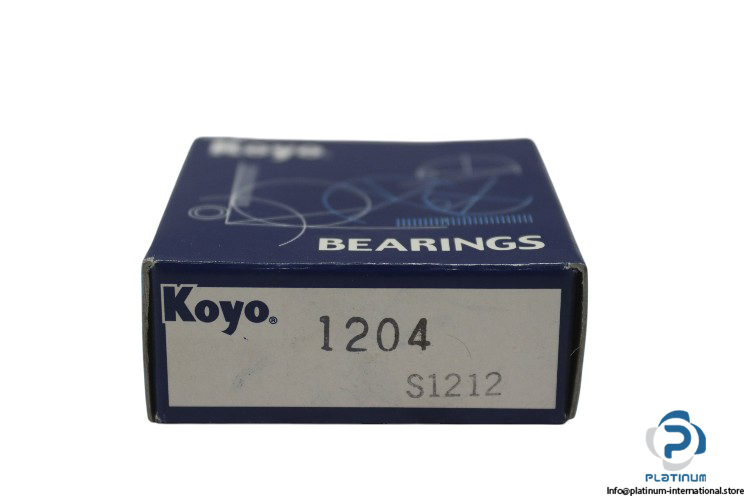 Koyo.
BEARINGS
Koyo®
1204
S1212
PLATINUM
Info@platinum-international.store